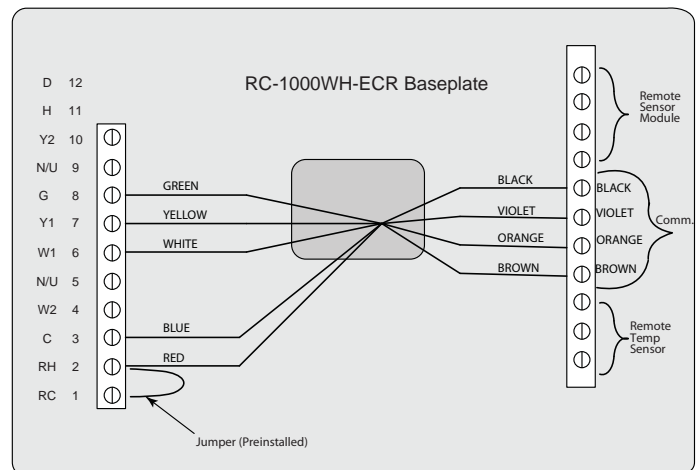 RC-1000WH-ECR Baseplate
D 12
H 11
Y2 10
N/U 9
G 8
Y1 7
W1 6
N/U 5
W2 4
C 3
RH 2
RC 1
GREEN
YELLOW
WHITE
BLUE
RED
Jumper (Preinstalled)
BLACK
VIOLET
ORANGE
BROWN
BLACK
VIOLET
ORANGE
BROWN
Remote
Sensor
Module
Comm.
Remote
Temp
Sensor